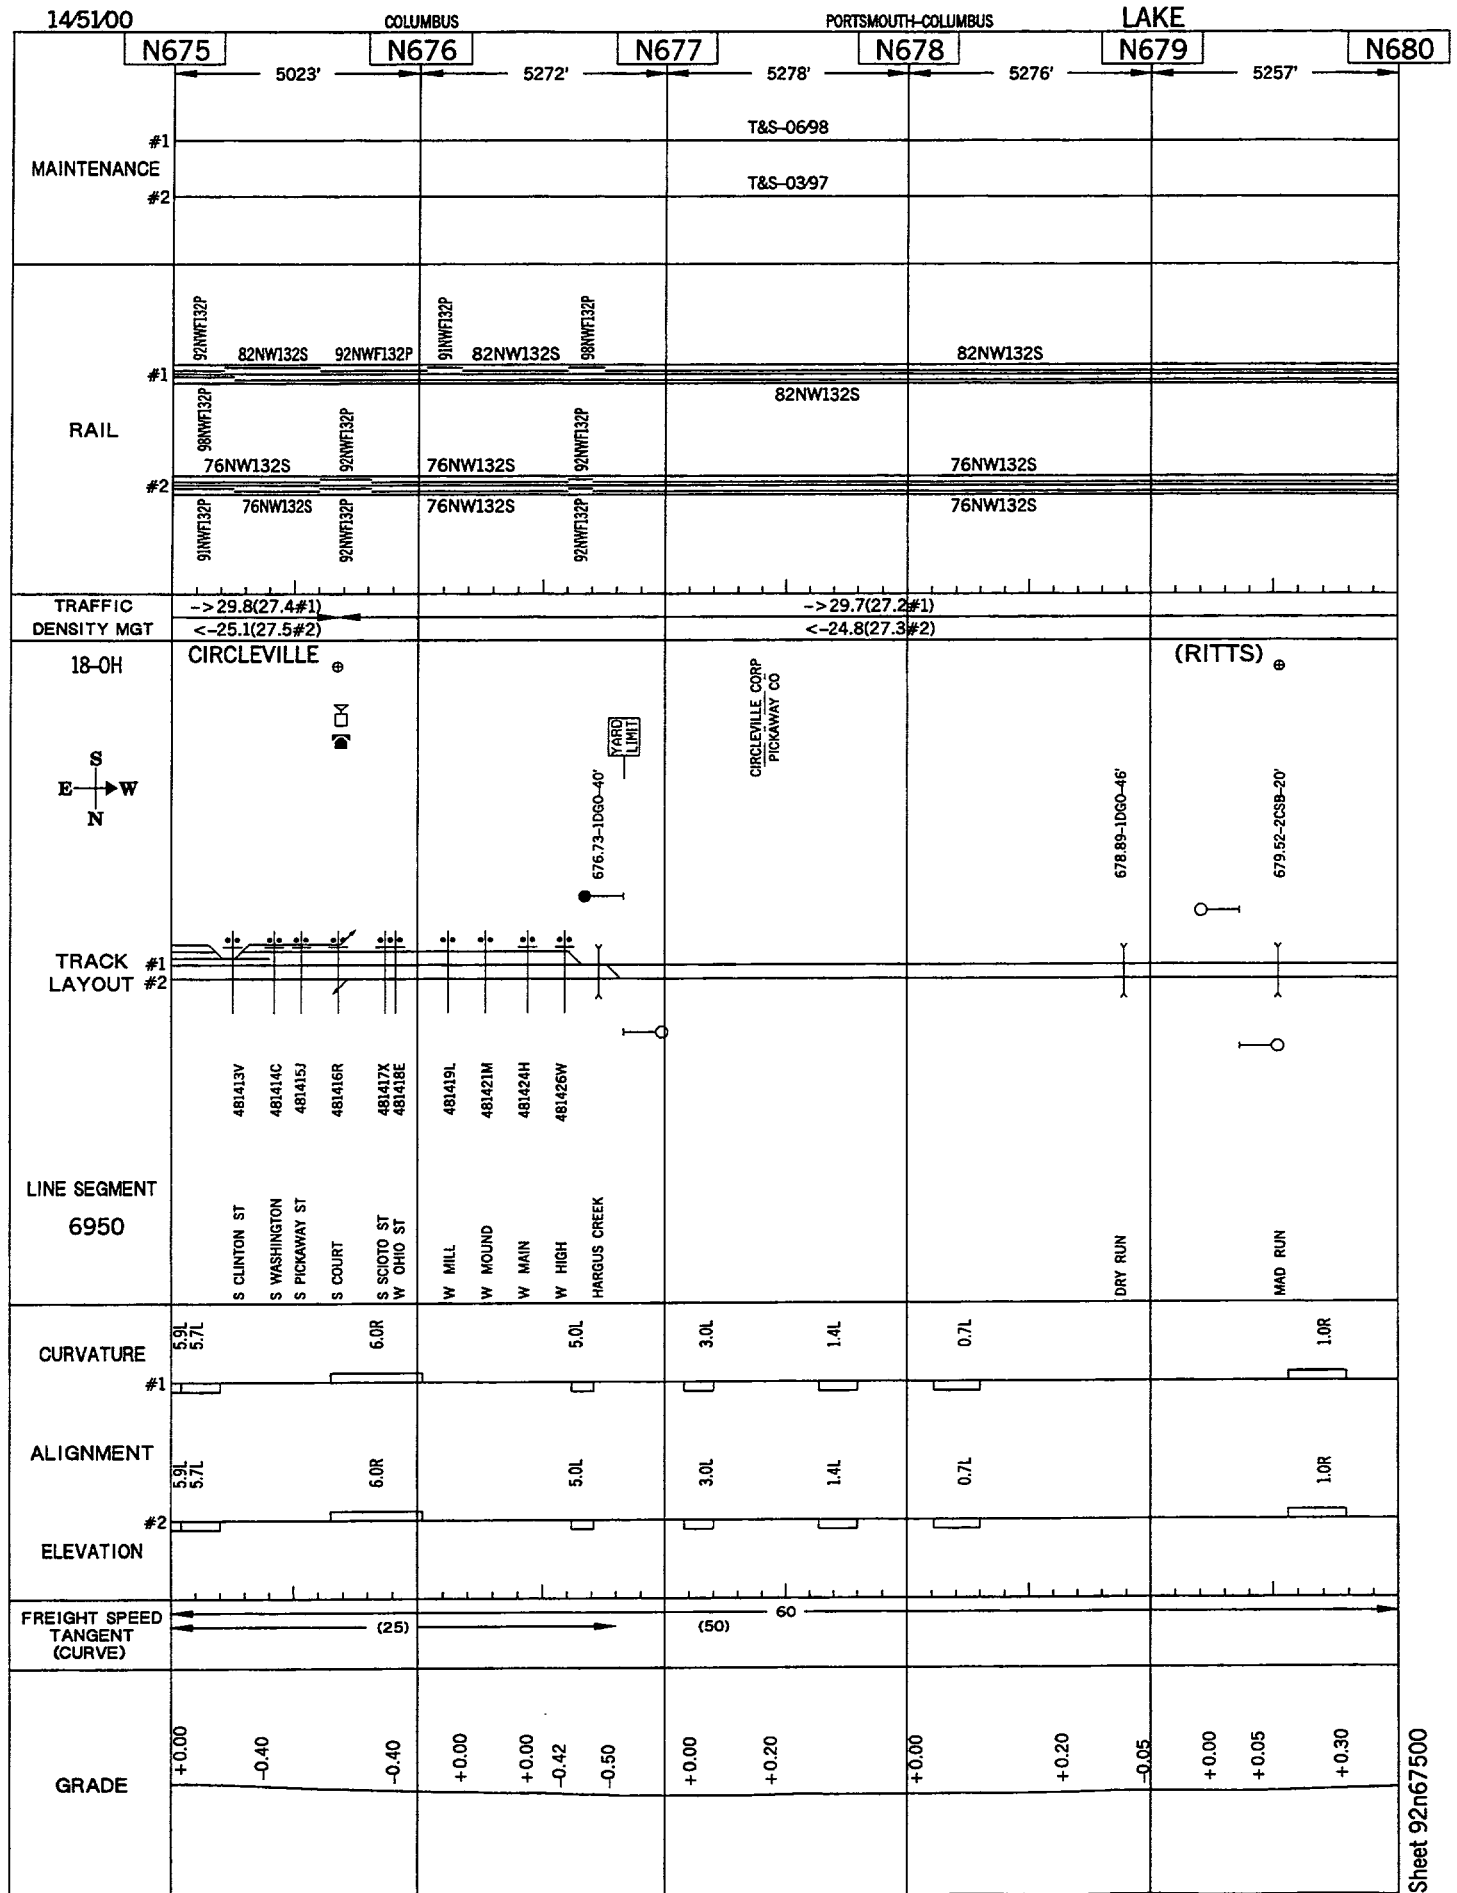 14/51/00 COLUMBUS PORTSMOUTH-COLUMBUS LAKE
N675 N676 N677 N678 N679 N680
5023' 5272' 5278' 5276' 5257'
T&S-06/98
#1
MAINTENANCE
T&S-03/97
#2
92NWF132P 91NWF132P 98NWF132P
82NW132S 92NWF132P 82NW132S 82NW132S
#1
82NW132S
98NWF132P 92NWF132P 92NWF132P
RAIL
76NW132S 76NW132S 76NW132S
#2
76NW132S 76NW132S 76NW132S
91NWF132P 92NWF132P 92NWF132P
TRAFFIC ->29.8(27.4#1) ->29.7(27.2#1)
DENSITY MGT <-25.1(27.5#2) <-24.8(27.3#2)
18-OH CIRCLEVILLE (RITTS)
CIRCLEVILLE CORP
PICKAWAY CO
YARD
LIMIT
S
E W
N
676.73-1DGO-40' 678.89-1DGO-46' 679.52-2CSB-20'
TRACK #1
LAYOUT #2
481413V 481414C 481415J 481416R 481417X 481418E 481419L 481421M 481424H 481426W
LINE SEGMENT
6950
S CLINTON ST
S WASHINGTON
S PICKAWAY ST
S COURT
S SCIOTO ST
W OHIO ST
W MILL
W MOUND
W MAIN
W HIGH
HARGUS CREEK
DRY RUN
MAD RUN
5.9L 5.7L 6.0R 5.0L 3.0L 1.4L 0.7L 1.0R
CURVATURE
#1
ALIGNMENT
5.9L 5.7L 6.0R 5.0L 3.0L 1.4L 0.7L 1.0R
#2
ELEVATION
FREIGHT SPEED 60
TANGENT (25) (50)
(CURVE)
+0.00 -0.40 -0.40 +0.00 +0.00 -0.42 -0.50 +0.00 +0.20 +0.00 +0.20 -0.05 +0.00 +0.05 +0.30
GRADE
Sheet 92n67500